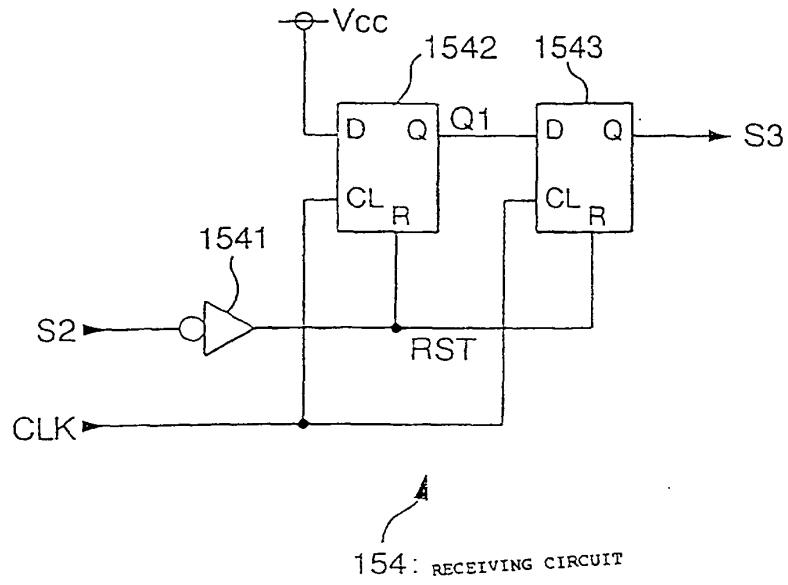 Vcc
1542
1543
D Q
Q1
D Q
S3
CL
R
CL
R
1541
S2
RST
CLK
154: RECEIVING CIRCUIT